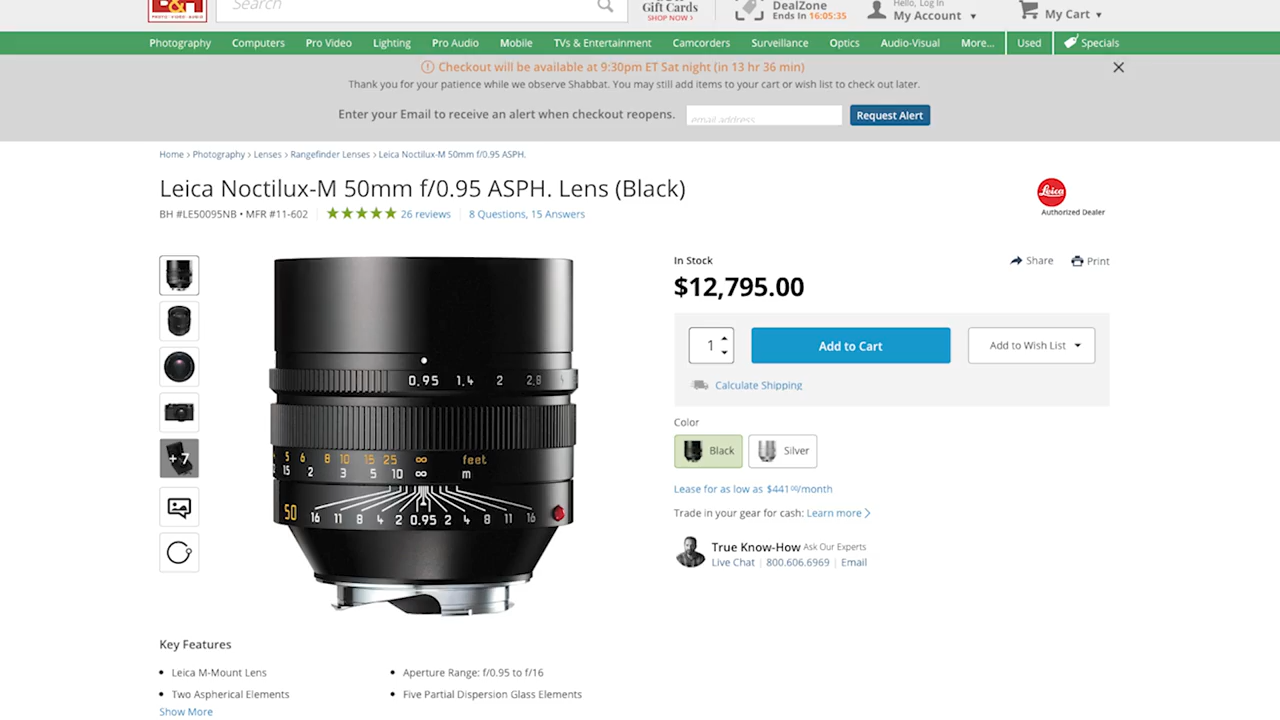 B&H
PHOTO VIDEO AUDIO
Search
Gift Cards
SHOP NOW >
DealZone
Ends In 16:05:35
Hello, Log In
My Account
My Cart
Photography Computers Pro Video Lighting Pro Audio Mobile TVs & Entertainment Camcorders Surveillance Optics Audio-Visual More... Used Specials
Checkout will be available at 9:30pm ET Sat night (in 13 hr 36 min)
Thank you for your patience while we observe Shabbat. You may still add items to your cart or wish list to check out later.
Enter your Email to receive an alert when checkout reopens. email address Request Alert
Home > Photography > Lenses > Rangefinder Lenses > Leica Noctilux-M 50mm f/0.95 ASPH.
Leica Noctilux-M 50mm f/0.95 ASPH. Lens (Black)
BH #LE50095NB • MFR #11-602 26 reviews 8 Questions, 15 Answers
Leica
Authorized Dealer
In Stock Share Print
$12,795.00
1 Add to Cart Add to Wish List
Calculate Shipping
Color
Black Silver
Lease for as low as $441⁰⁰/month
Trade in your gear for cash: Learn more >
True Know-How Ask Our Experts
Live Chat | 800.606.6969 | Email
+7
0.95 1.4 2 2.8 4
5 6 8 10 15 25 ∞ feet
15 2 3 5 10 ∞ m
50 16 11 8 4 2 0.95 2 4 8 11 16
Key Features
• Leica M-Mount Lens
• Two Aspherical Elements
• Aperture Range: f/0.95 to f/16
• Five Partial Dispersion Glass Elements
Show More